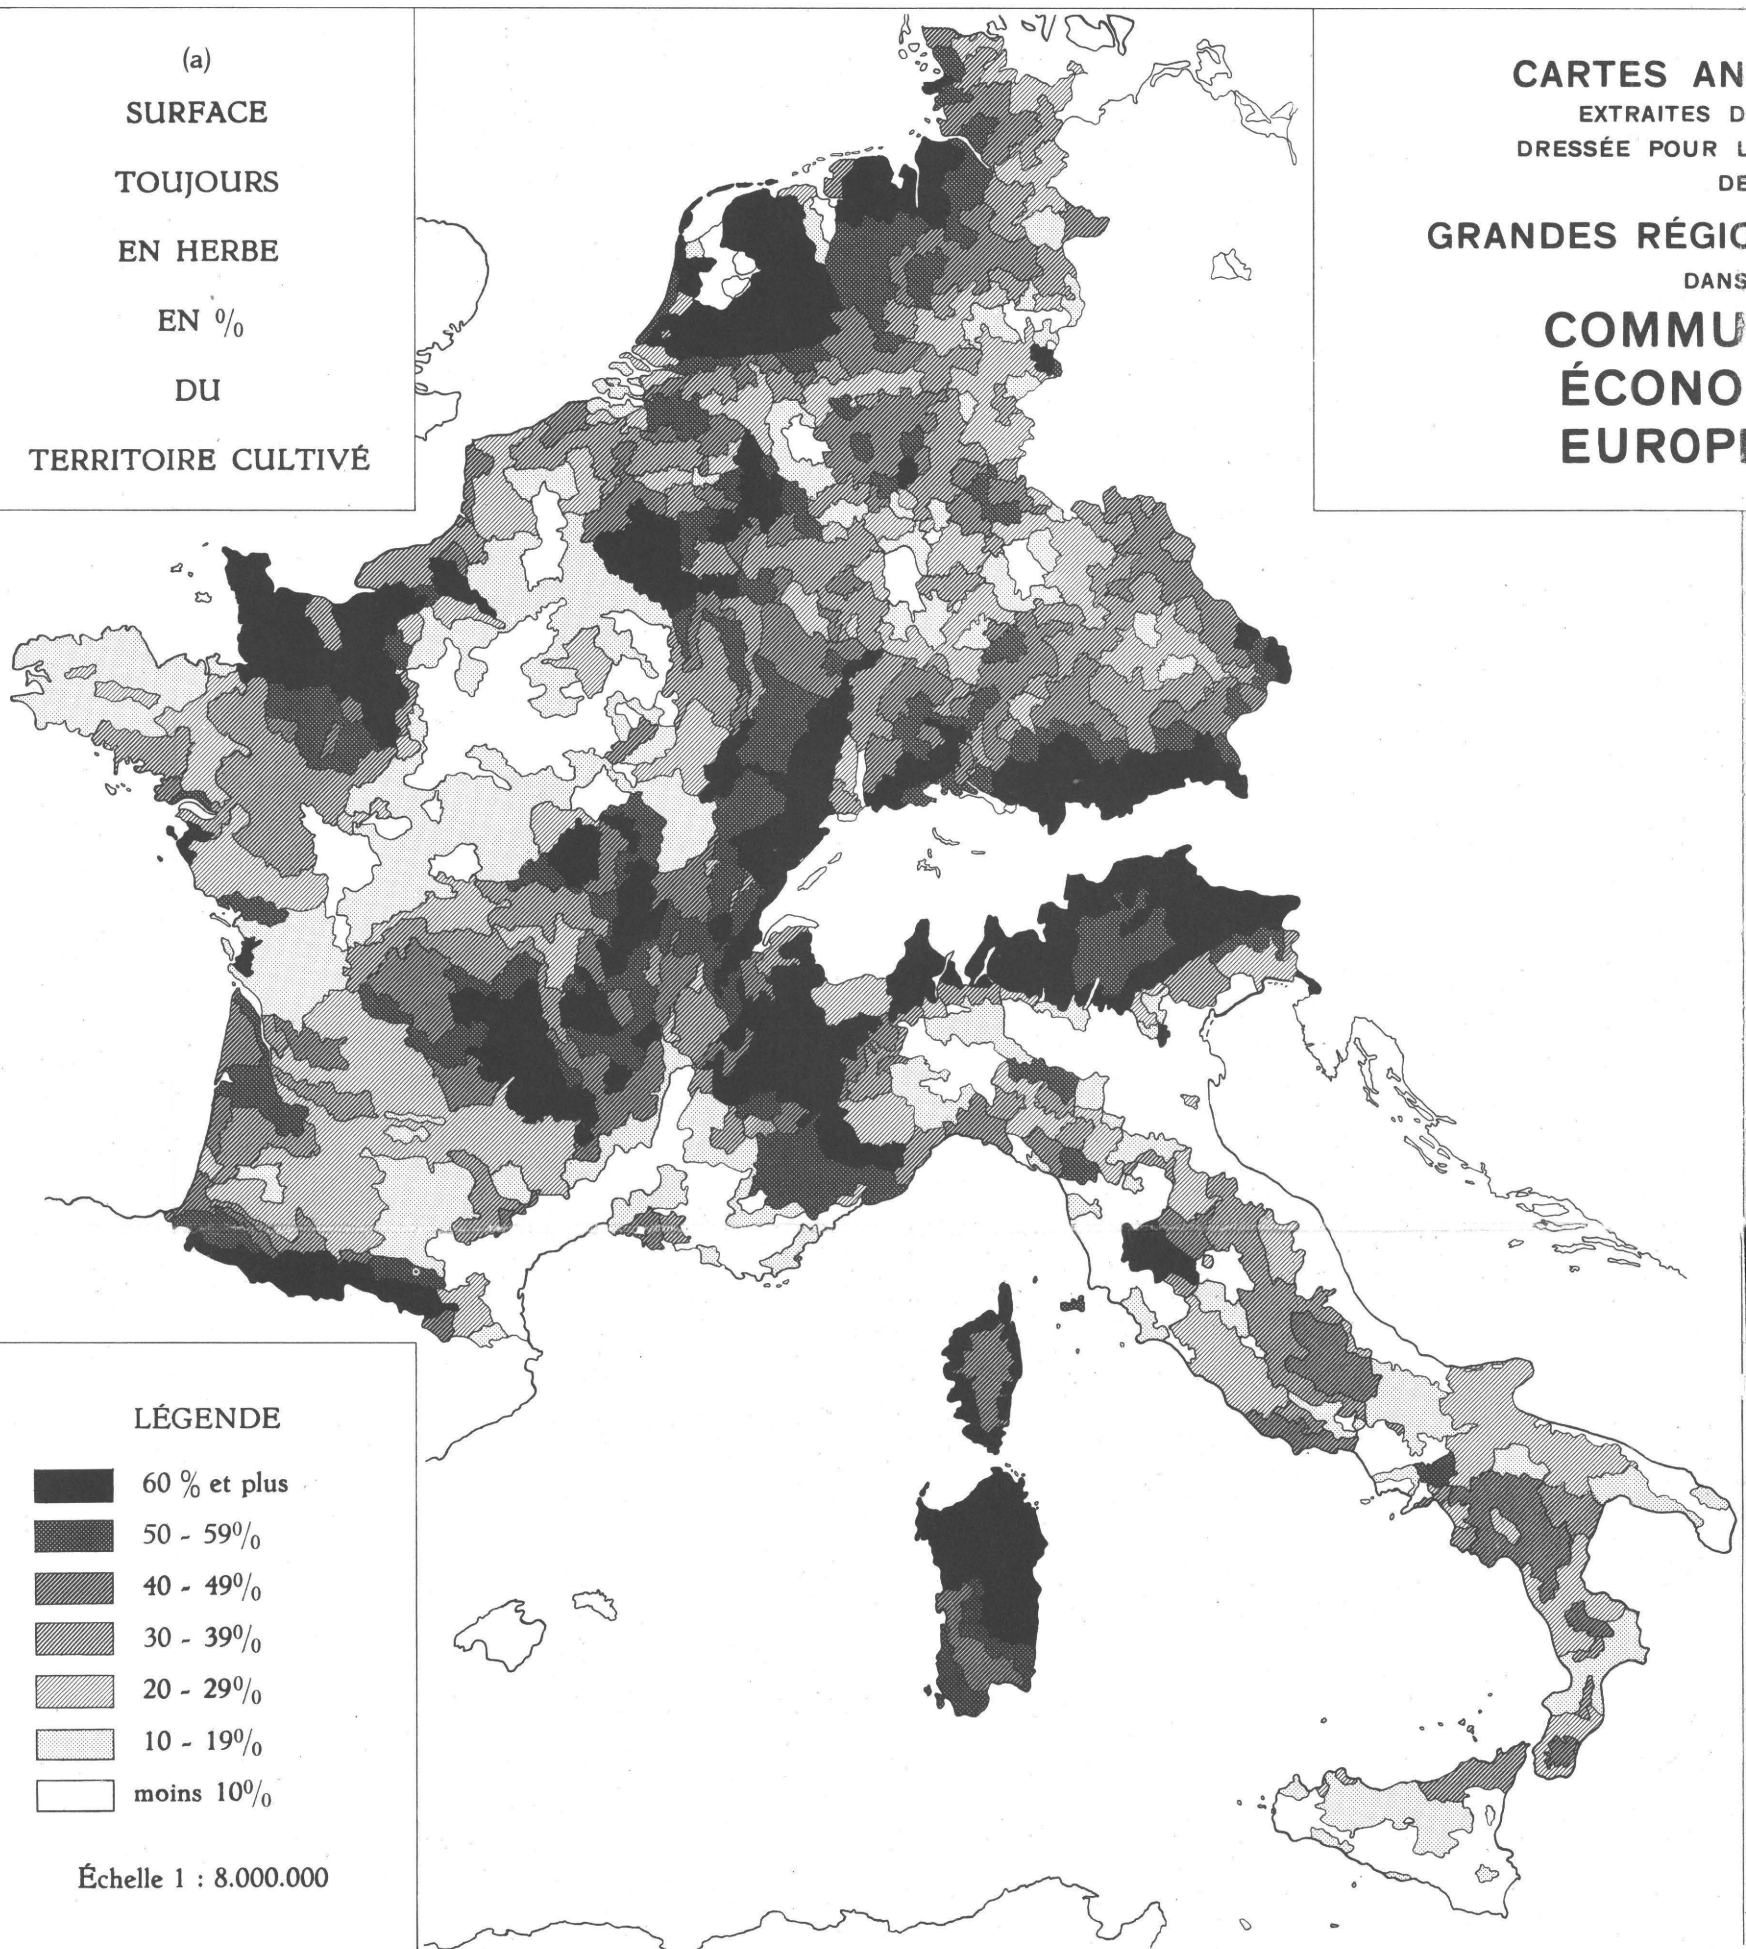 (a)
SURFACE
TOUJOURS
EN HERBE
EN %
DU
TERRITOIRE CULTIVÉ
CARTES AN
EXTRAITES D
DRESSÉE POUR L
DE
GRANDES RÉGIO
DANS
COMMU
ÉCONO
EUROPE
LÉGENDE
60 % et plus
50 - 59%
40 - 49%
30 - 39%
20 - 29%
10 - 19%
moins 10%
Échelle 1 : 8.000.000